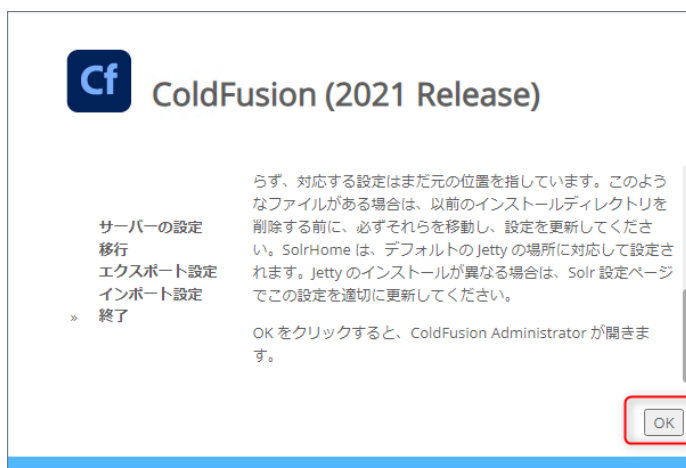 Cf
ColdFusion (2021 Release)
サーバーの設定
移行
エクスポート設定
インポート設定
» 終了
らず、対応する設定はまだ元の位置を指しています。このよう
なファイルがある場合は、以前のインストールディレクトリを
削除する前に、必ずそれらを移動し、設定を更新してくださ
い。SolrHome は、デフォルトの Jetty の場所に対応して設定さ
れます。Jetty のインストールが異なる場合は、Solr 設定ページ
でこの設定を適切に更新してください。
OK をクリックすると、ColdFusion Administrator が開きま
す。
OK